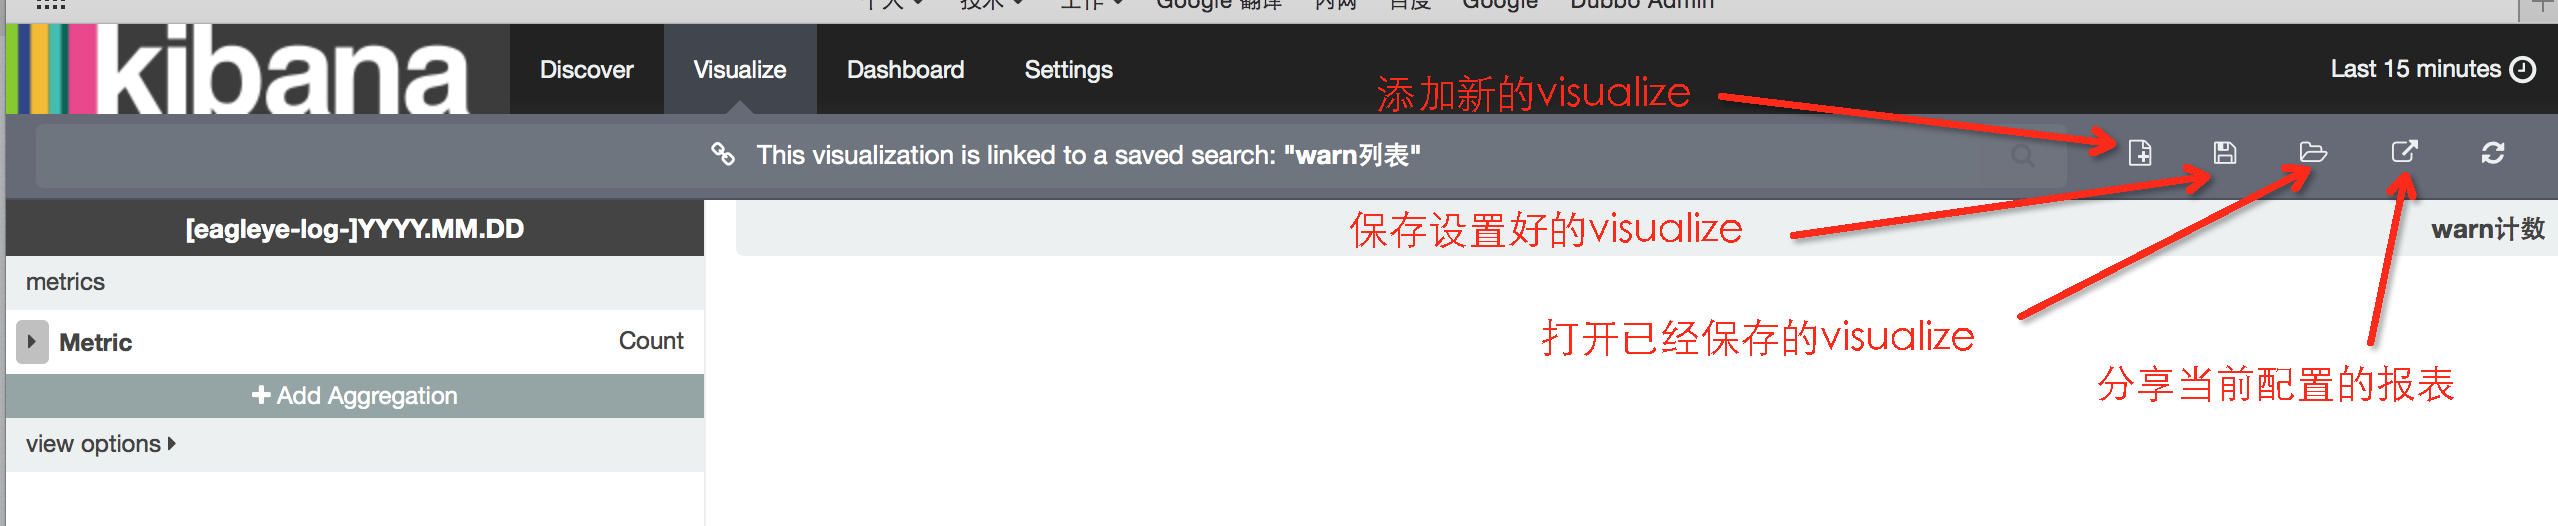 个人 技术 工作 Google 翻译 内网 百度 Google Dubbo Admin
kibana Discover Visualize Dashboard Settings Last 15 minutes
添加新的visualize
This visualization is linked to a saved search: "warn列表"
[eagleye-log-]YYYY.MM.DD
保存设置好的visualize
warn计数
metrics
Metric Count
打开已经保存的visualize
分享当前配置的报表
Add Aggregation
view options